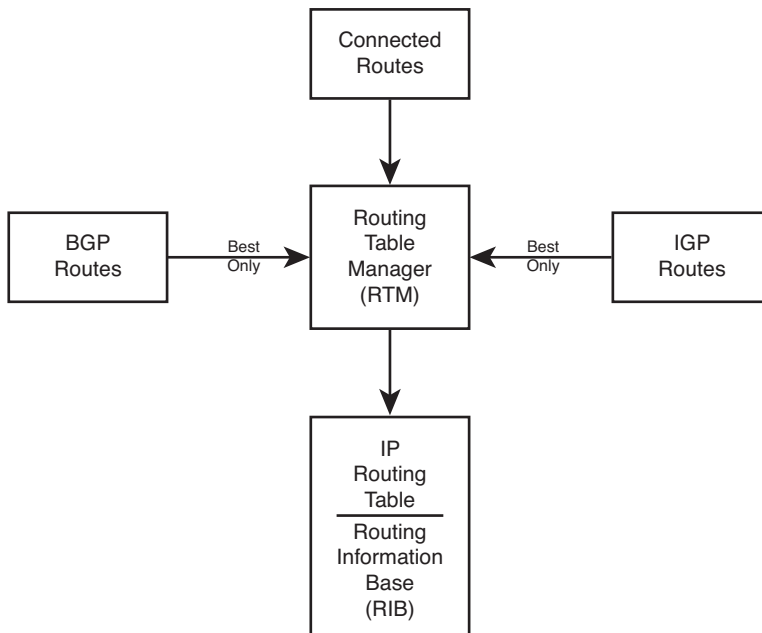 Connected
Routes
BGP
Routes
Best
Only
Routing
Table
Manager
(RTM)
Best
Only
IGP
Routes
IP
Routing
Table
Routing
Information
Base
(RIB)